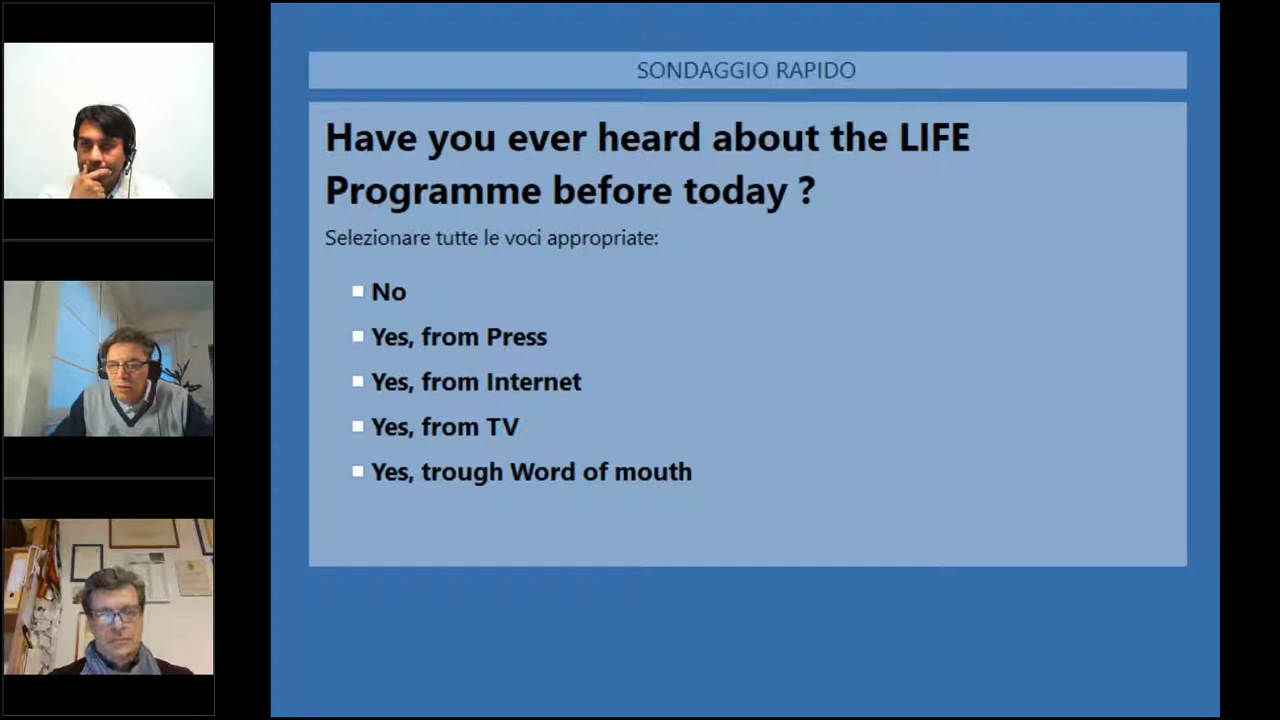 SONDAGGIO RAPIDO
Have you ever heard about the LIFE
Programme before today ?
Selezionare tutte le voci appropriate:
No
Yes, from Press
Yes, from Internet
Yes, from TV
Yes, trough Word of mouth